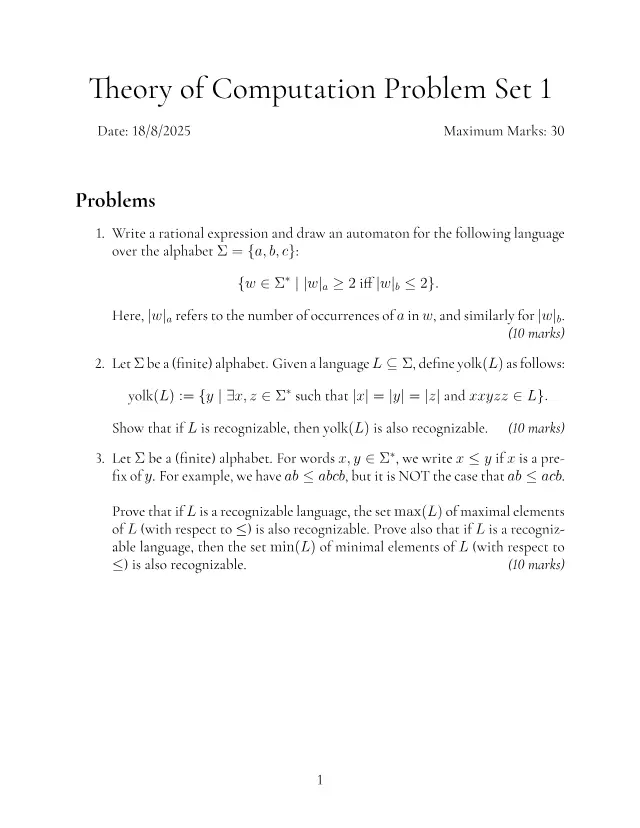 Theory of Computation Problem Set 1
Date: 18/8/2025 Maximum Marks: 30
Problems
1. Write a rational expression and draw an automaton for the following language
over the alphabet Σ = {a, b, c}:
{w ∈ Σ* | |w|ₐ ≥ 2 iff |w|_b ≤ 2}.
Here, |w|ₐ refers to the number of occurrences of a in w, and similarly for |w|_b.
(10 marks)
2. Let Σ be a (finite) alphabet. Given a language L ⊆ Σ, define yolk(L) as follows:
yolk(L) := {y | ∃x, z ∈ Σ* such that |x| = |y| = |z| and xxyzz ∈ L}.
Show that if L is recognizable, then yolk(L) is also recognizable. (10 marks)
3. Let Σ be a (finite) alphabet. For words x, y ∈ Σ*, we write x ≤ y if x is a pre-
fix of y. For example, we have ab ≤ abcb, but it is NOT the case that ab ≤ acb.
Prove that if L is a recognizable language, the set max(L) of maximal elements
of L (with respect to ≤) is also recognizable. Prove also that if L is a recogniz-
able language, then the set min(L) of minimal elements of L (with respect to
≤) is also recognizable. (10 marks)
1